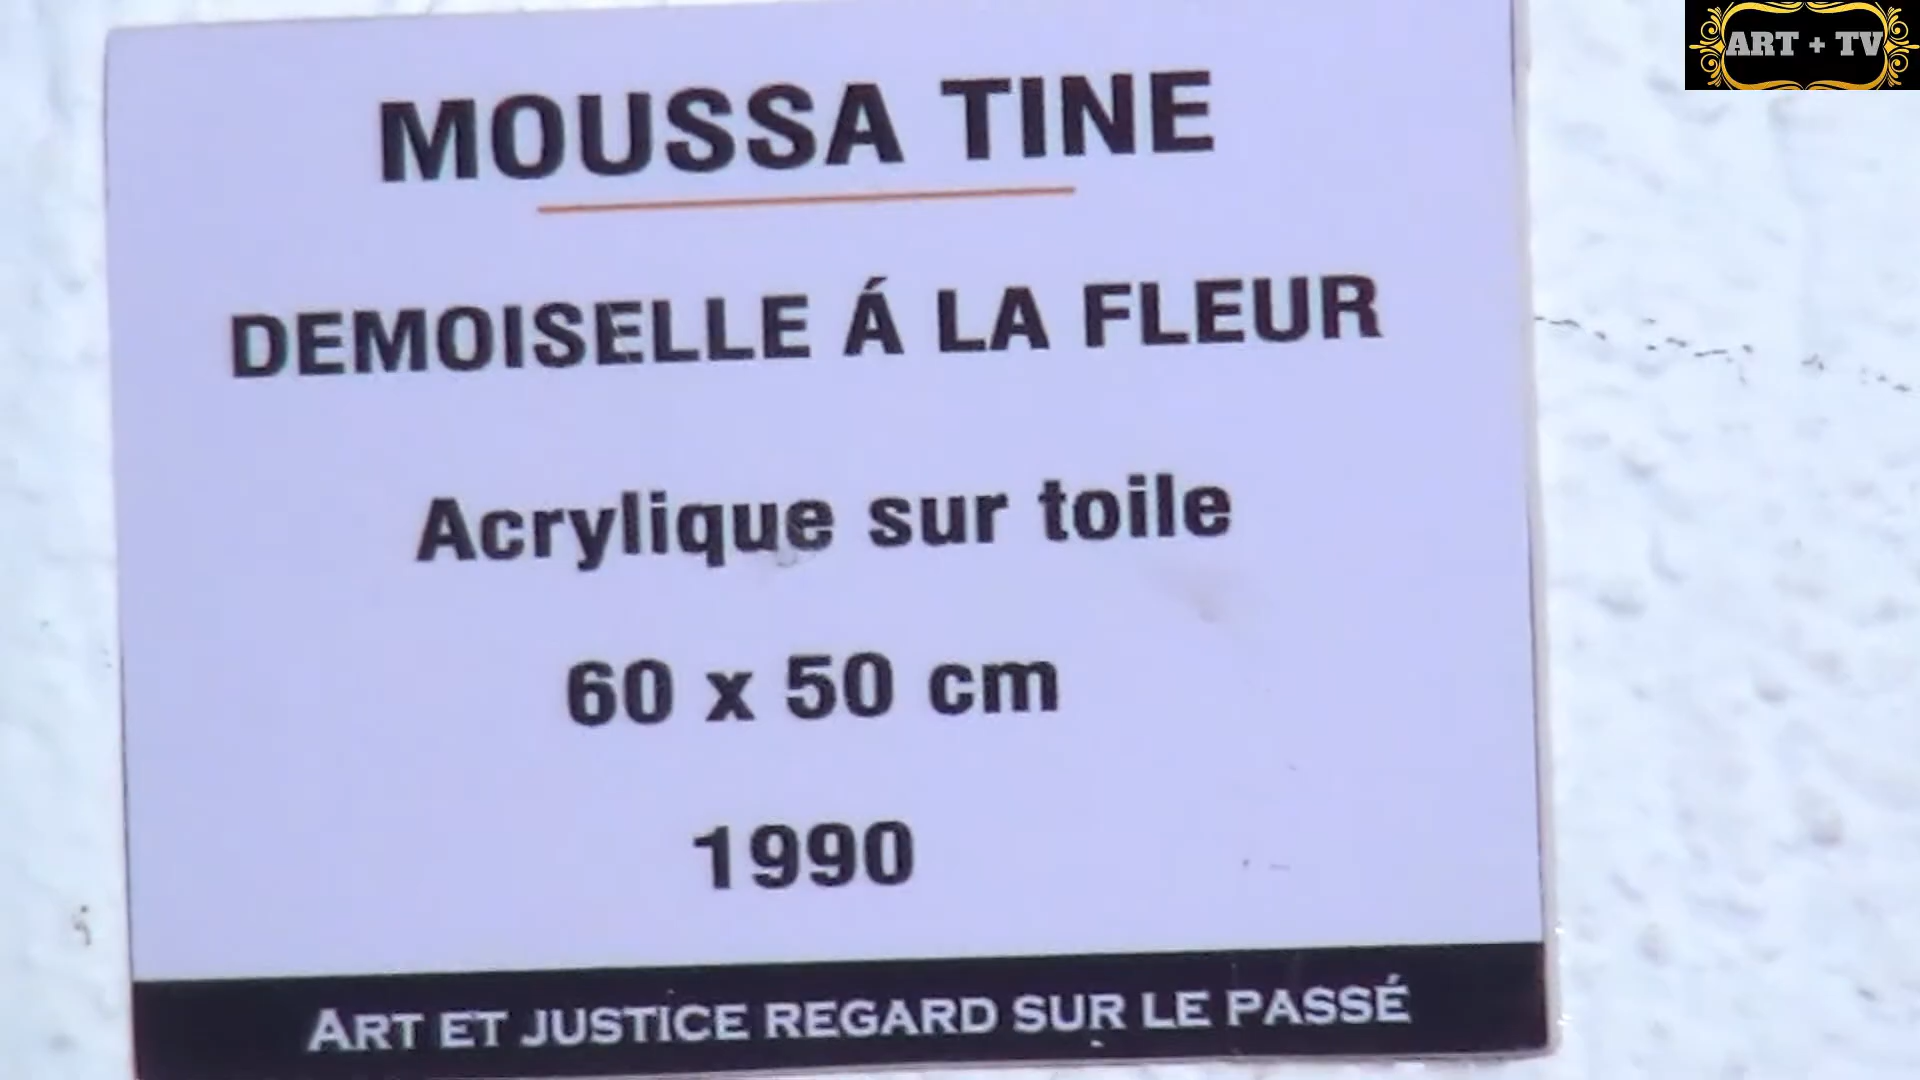 ART + TV
MOUSSA TINE
DEMOISELLE Á LA FLEUR
Acrylique sur toile
60 x 50 cm
1990
ART ET JUSTICE REGARD SUR LE PASSÉ